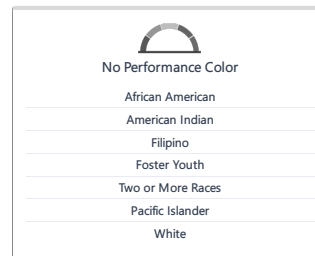 No Performance Color
African American
American Indian
Filipino
Foster Youth
Two or More Races
Pacific Islander
White